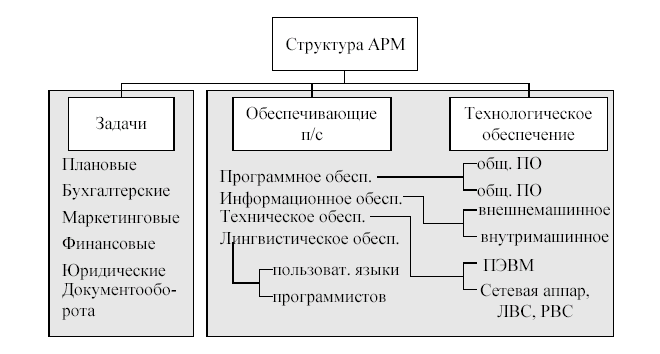 Структура АРМ
Задачи
Плановые
Бухгалтерские
Маркетинговые
Финансовые
Юридические
Документообо-
рота
Обеспечивающие
п/с
Программное обесп.
Информационное обесп.
Техническое обесп.
Лингвистическое обесп.
пользоват. языки
программистов
Технологическое
обеспечение
общ. ПО
общ. ПО
внешнемашинное
внутримашинное
ПЭВМ
Сетевая аппар,
ЛВС, РВС